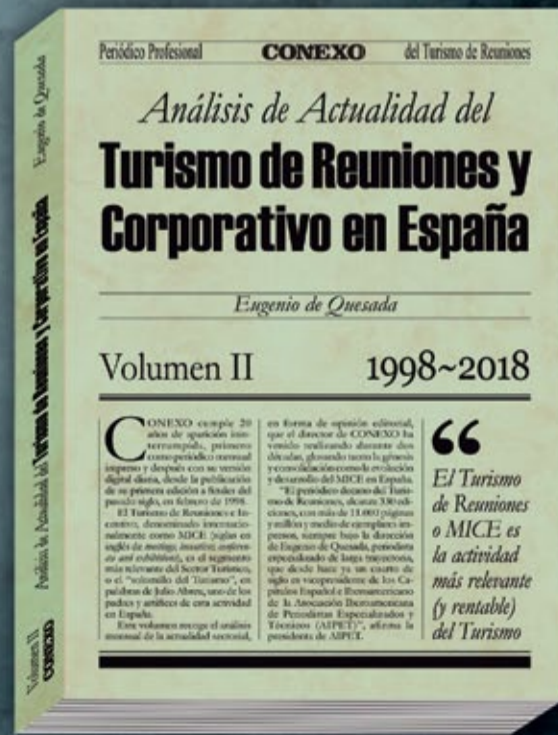 Periódico Profesional CONEXO del Turismo de Reuniones
Análisis de Actualidad del
Turismo de Reuniones y
Corporativo en España
Eugenio de Quesada
Volumen II 1998~2018
CONEXO cumple 20
años de aparición inin-
terrumpida, primero
como periódico mensual
impreso y después con su versión
digital diaria, desde la publicación
de su primera edición a finales del
pasado siglo, en febrero de 1998.
El Turismo de Reuniones e In-
centivo, denominado internacio-
nalmente como MICE (siglas en
inglés de meetings, incentives, conferen-
ces and exhibitions), es el segmento
más relevante del Sector Turístico,
o el "solomillo del Turismo", en
palabras de Julio Abreu, uno de los
padres y artífices de esta actividad
en España.
Este volumen recoge el análisis
mensual de la actualidad sectorial,
en forma de opinión editorial,
que el director de CONEXO ha
venido realizando durante dos
décadas, glosando tanto la génesis
y consolidación como la evolución
y desarrollo del MICE en España.
"El periódico decano del Turis-
mo de Reuniones, alcanza 330 edi-
ciones, con más de 11.000 páginas
y millón y medio de ejemplares im-
presos, siempre bajo la dirección
de Eugenio de Quesada, periodista
especializado de larga trayectoria,
que desde hace ya un cuarto de
siglo es vicepresidente de los Ca-
pítulos Español e Iberoamericano
de la Asociación Iberoamericana
de Periodistas Especializados y
Técnicos (AIPET)", afirma la
presidenta de AIPET.
“
El Turismo
de Reuniones
o MICE es
la actividad
más relevante
(y rentable)
del Turismo
Volumen II
CONEXO
Análisis de Actualidad del Turismo de Reuniones y Corporativo en España
Eugenio de Quesada